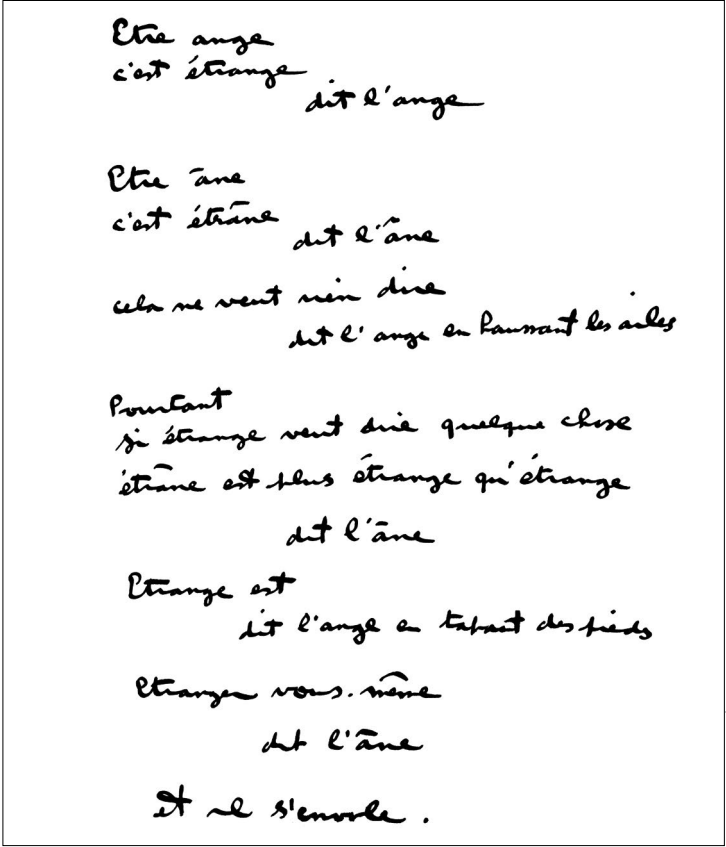 Etre ange
c'est étrange
dit l'ange
Etre âne
c'est étrâne
dit l'âne
cela ne veut rien dire
dit l'ange en haussant les ailes
Pourtant
si étrange veut dire quelque chose
étrâne est plus étrange qu'étrange
dit l'âne
Etrange est
dit l'ange en tapant des pieds
Etranger vous-même
dit l'âne
Et il s'envole.